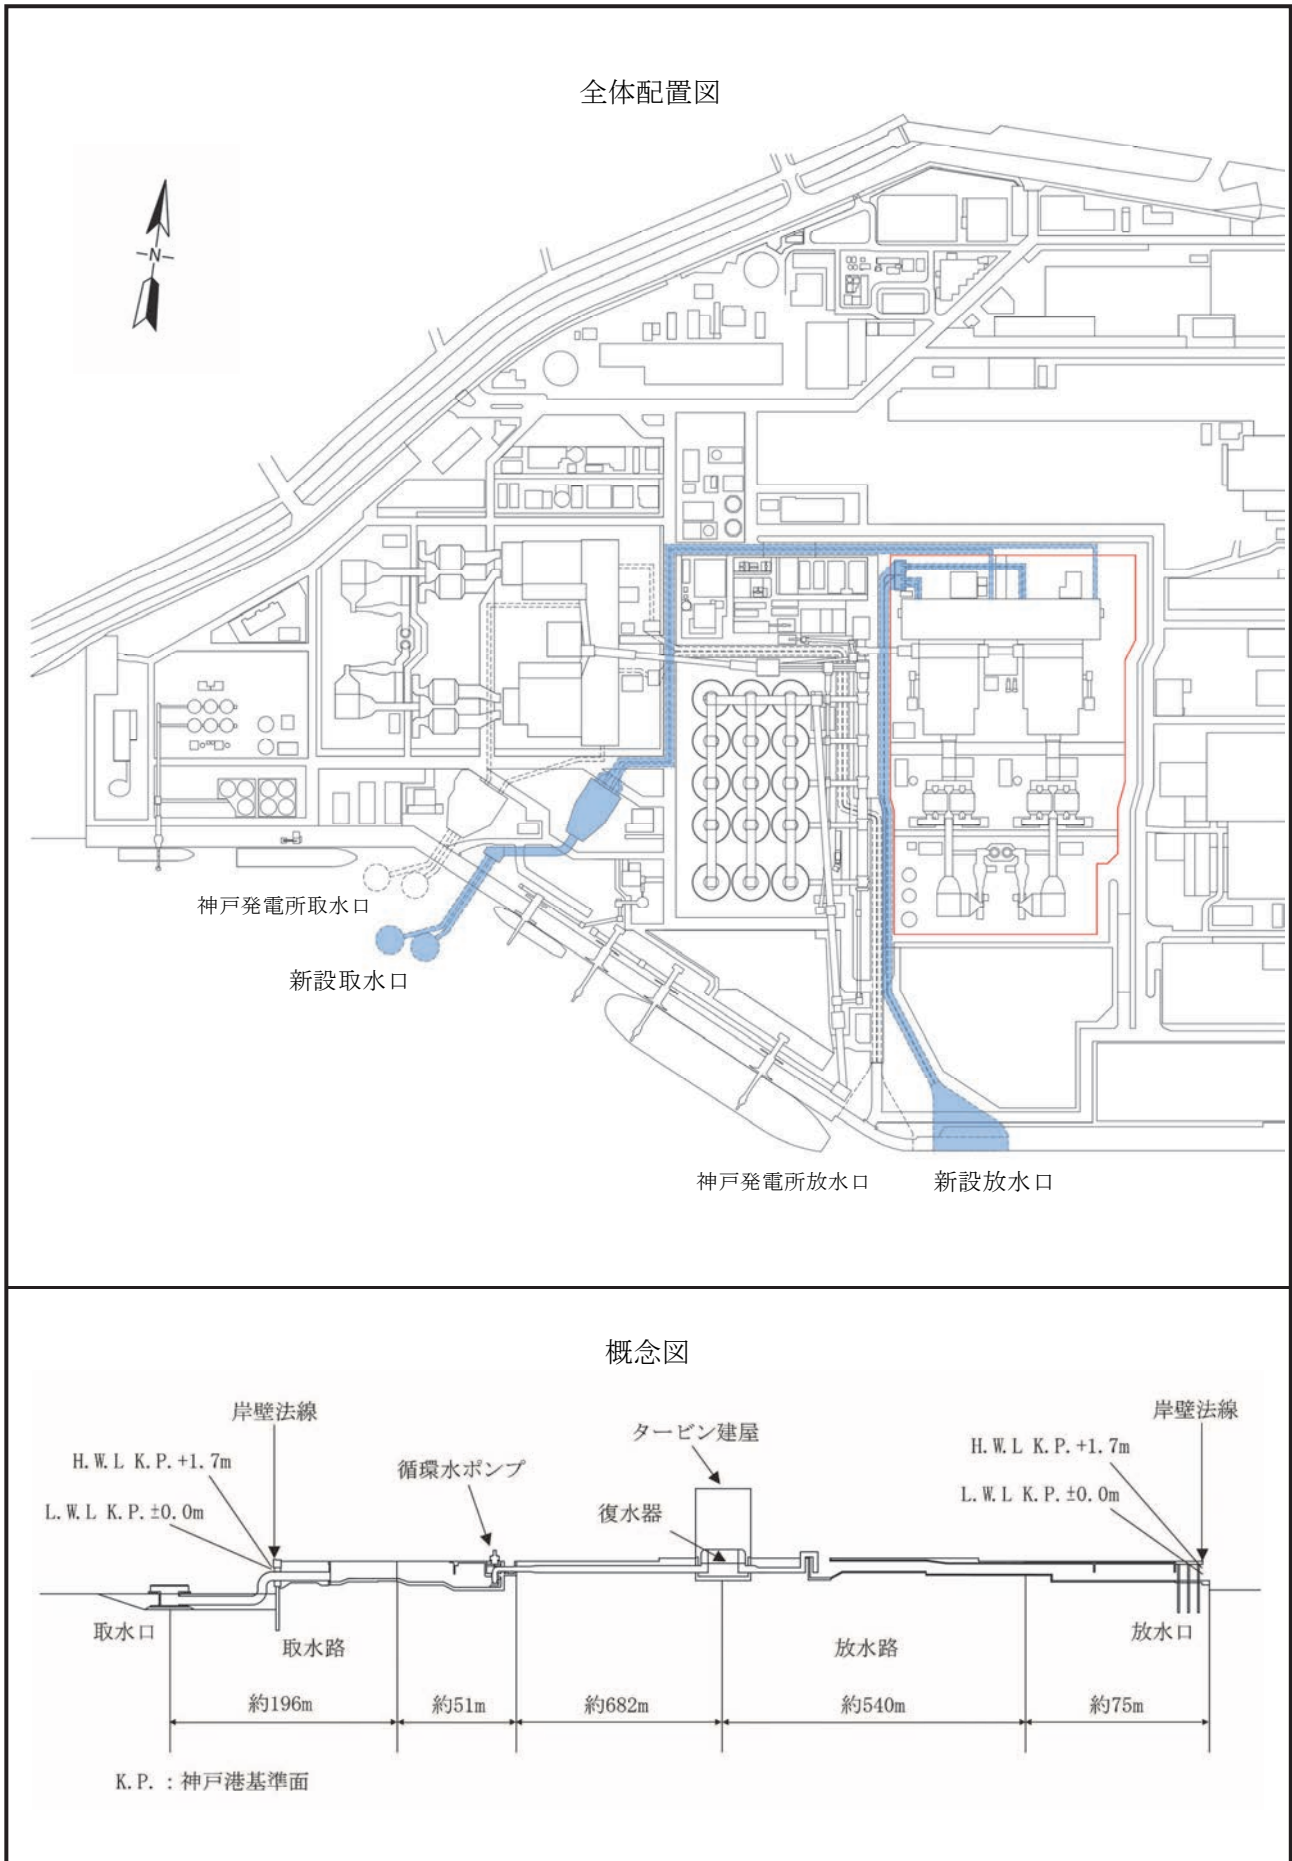 全体配置図
N
神戸発電所取水口
新設取水口
神戸発電所放水口
新設放水口
概念図
岸壁法線
岸壁法線
タービン建屋
H.W.L K.P.+1.7m
H.W.L K.P.+1.7m
循環水ポンプ
L.W.L K.P.±0.0m
L.W.L K.P.±0.0m
復水器
取水口
取水路
放水路
放水口
約196m
約51m
約682m
約540m
約75m
K.P.：神戸港基準面